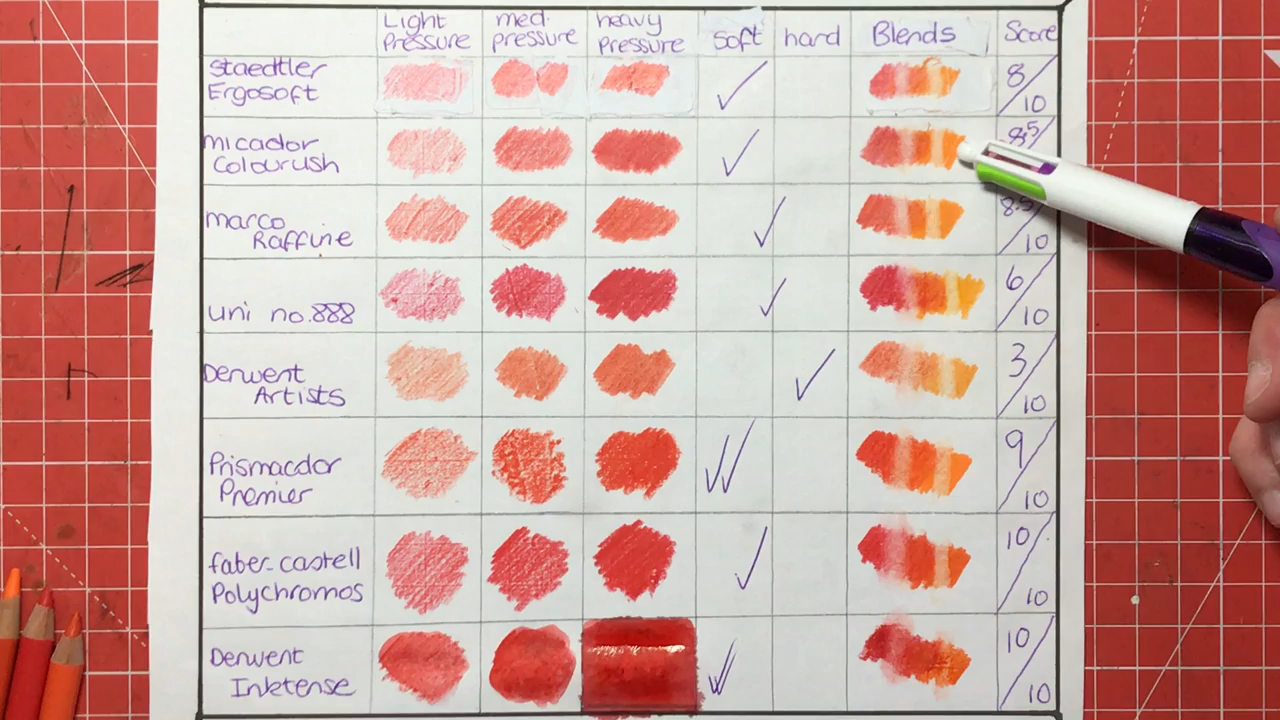 Light Pressure
med. pressure
heavy Pressure
Soft
hard
Blends
Score
Staedtler
Ergosoft
8/10
micador
Colourush
8.5/
marco
Raffine
8.5/10
uni no.888
6/10
Derwent
Artists
3/10
Prismacolor
Premier
9/10
faber-castell
Polychromos
10/10
Derwent
Inktense
10/10